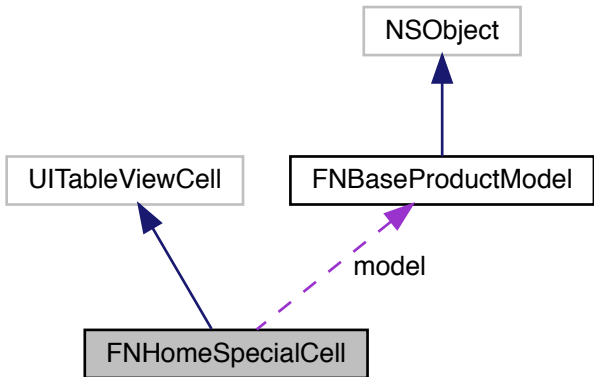 NSObject
UITableViewCell
FNBaseProductModel
model
FNHomeSpecialCell